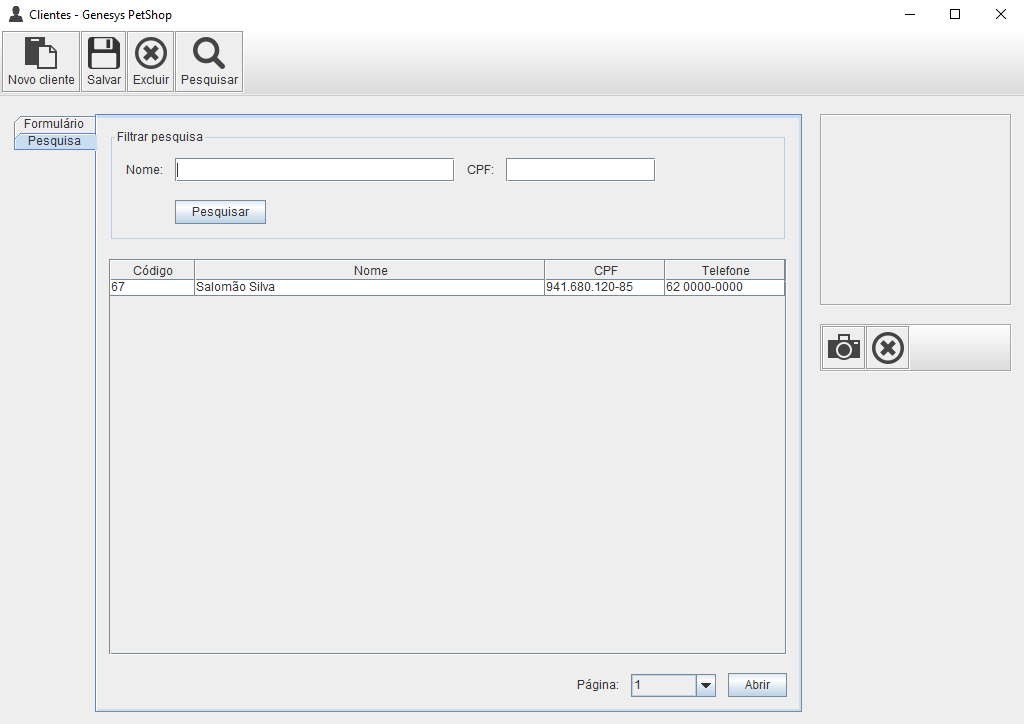 Clientes - Genesys PetShop
Novo cliente Salvar Excluir Pesquisar
Formulário
Pesquisa
Filtrar pesquisa
Nome: CPF:
Pesquisar
Código Nome CPF Telefone
67 Salomão Silva 941.680.120-85 62 0000-0000
Página: 1 Abrir